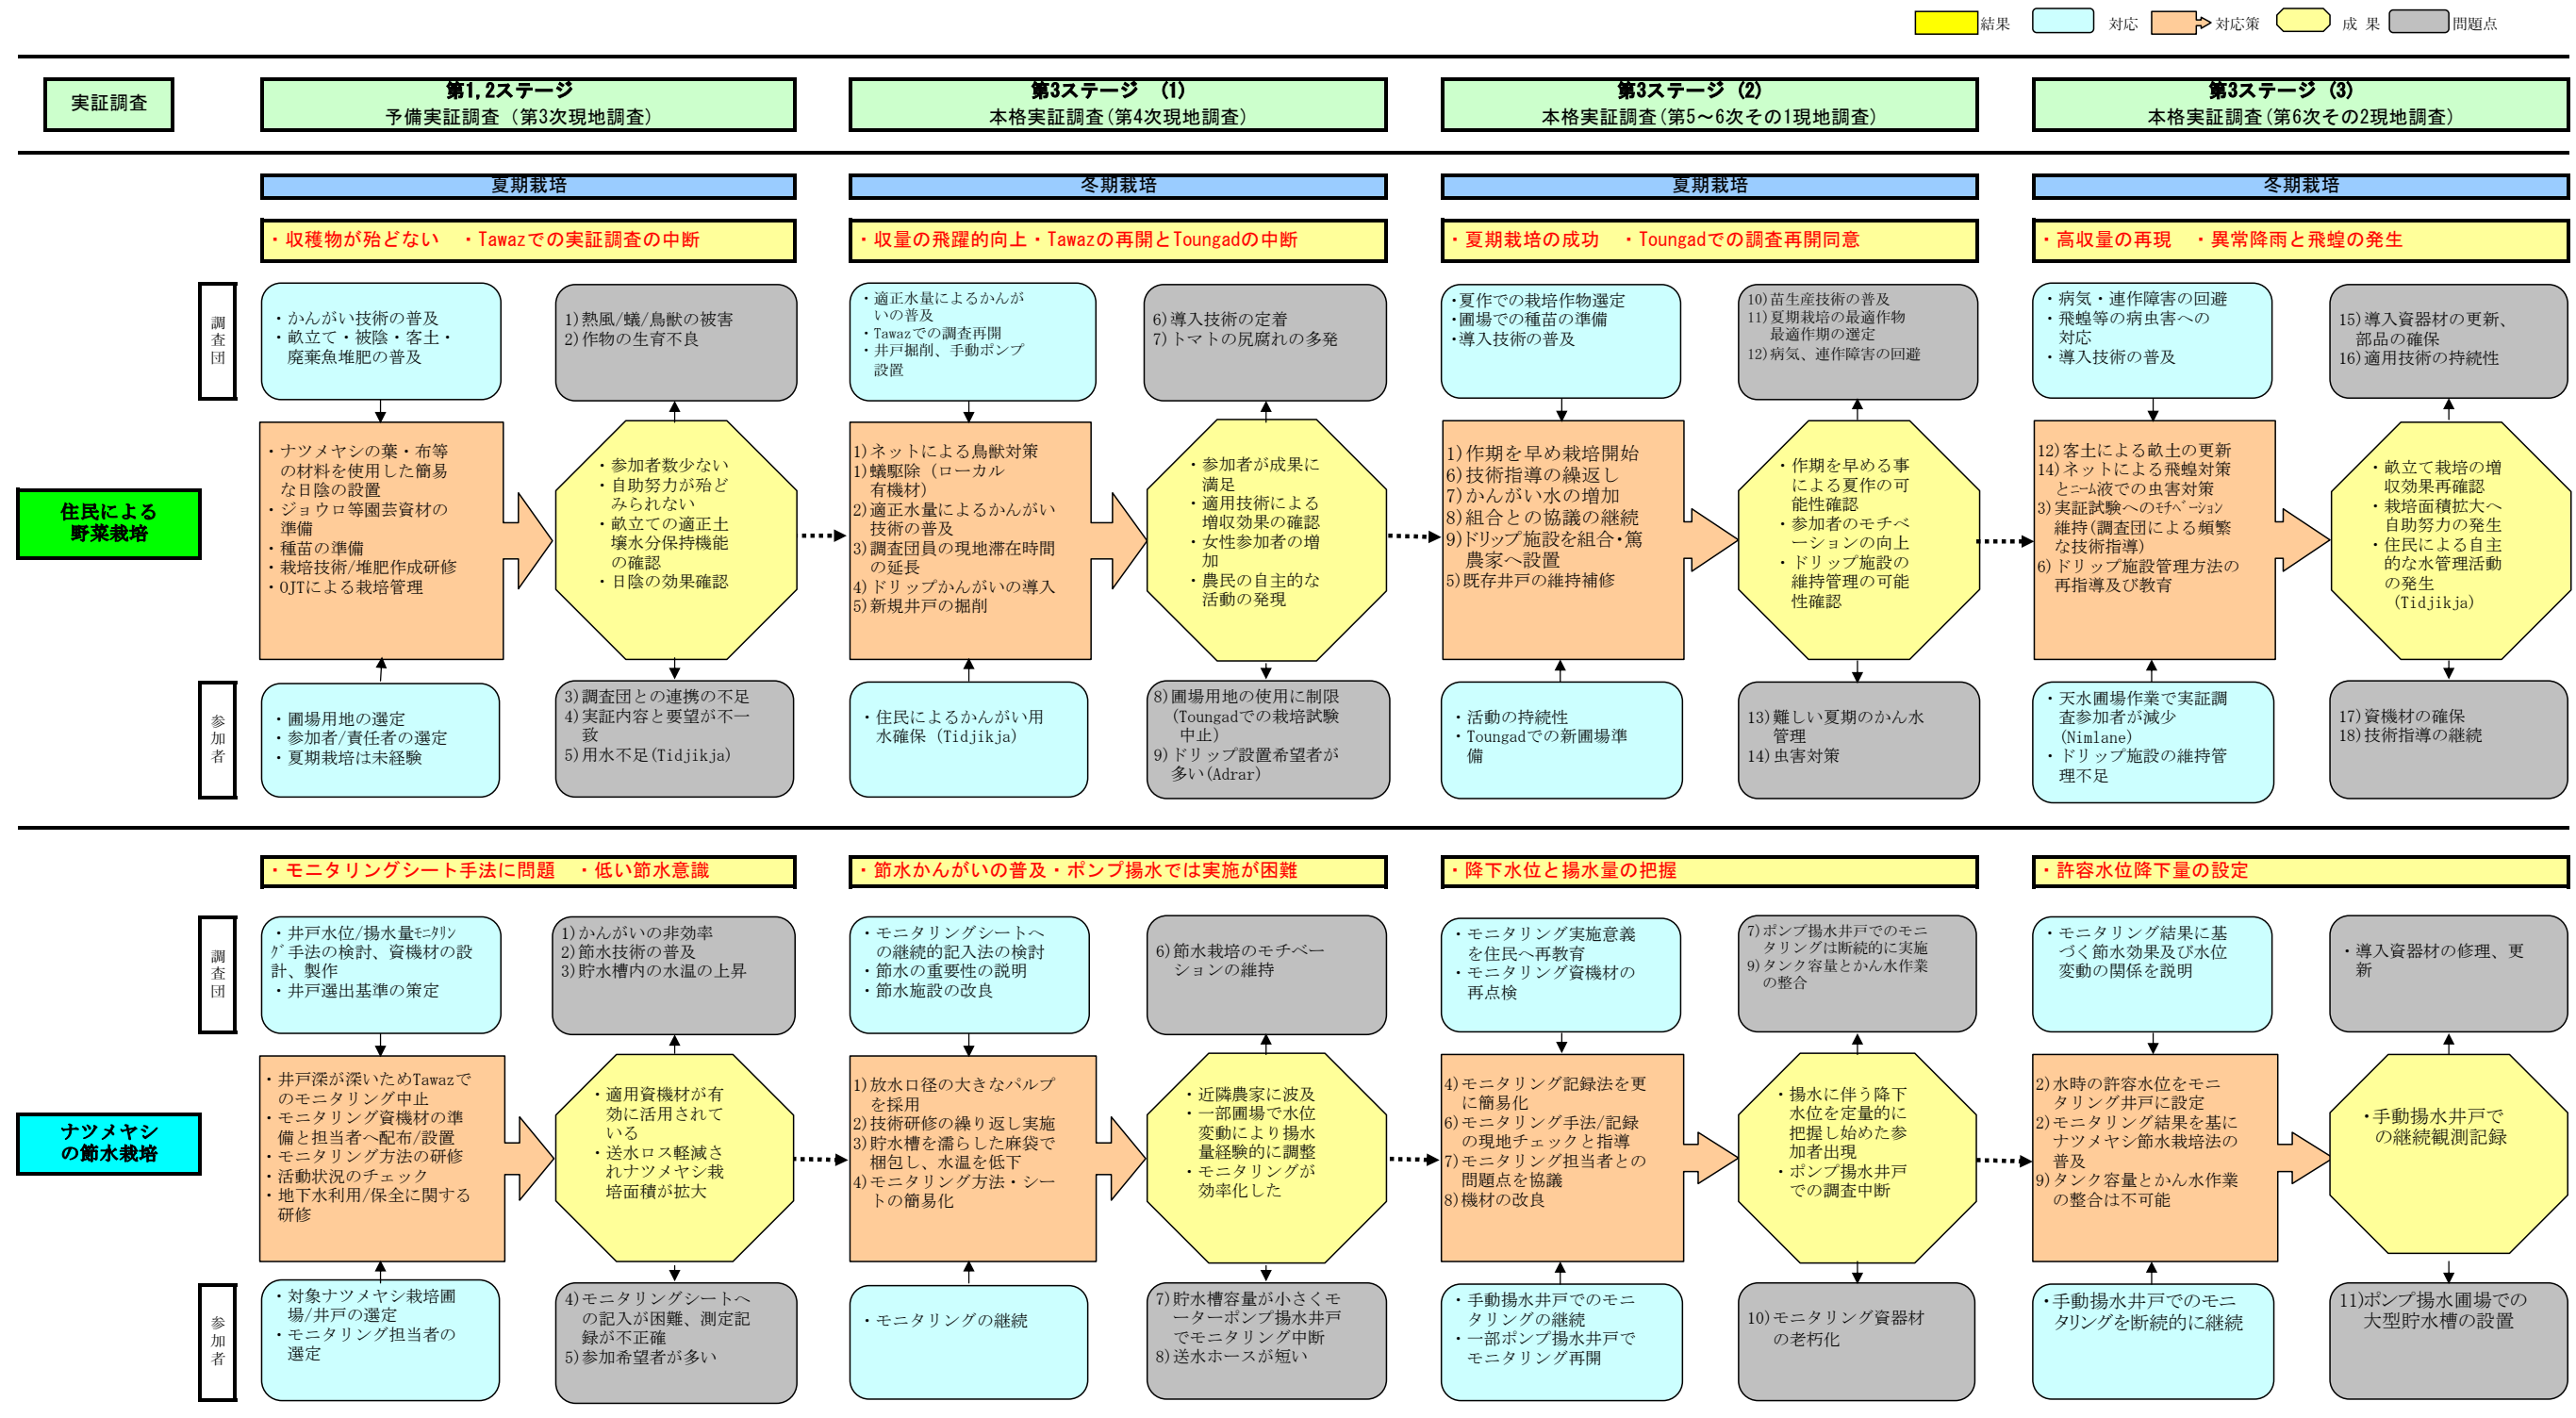 結果
対応
対応策
成 果
問題点
実証調査
第1,2ステージ
予備実証調査（第3次現地調査）
第3ステージ (1)
本格実証調査(第4次現地調査)
第3ステージ (2)
本格実証調査(第5～6次その1現地調査)
第3ステージ (3)
本格実証調査(第6次その2現地調査)
夏期栽培
冬期栽培
夏期栽培
冬期栽培
・収穫物が殆どない ・Tawazでの実証調査の中断
・収量の飛躍的向上・Tawazの再開とToungadの中断
・夏期栽培の成功 ・Toungadでの調査再開同意
・高収量の再現 ・異常降雨と飛蝗の発生
住民による
野菜栽培
調査団
・かんがい技術の普及
・畝立て・被陰・客土・
廃棄魚堆肥の普及
1)熱風/蟻/鳥獣の被害
2)作物の生育不良
・適正水量によるかんが
いの普及
・Tawazでの調査再開
・井戸掘削、手動ポンプ
設置
6)導入技術の定着
7)トマトの尻腐れの多発
・夏作での栽培作物選定
・圃場での種苗の準備
・導入技術の普及
10)苗生産技術の普及
11)夏期栽培の最適作物
最適作期の選定
12)病気、連作障害の回避
・病気・連作障害の回避
・飛蝗等の病虫害への
対応
・導入技術の普及
15)導入資器材の更新、
部品の確保
16)適用技術の持続性
・ナツメヤシの葉・布等
の材料を使用した簡易
な日陰の設置
・ジョウロ等園芸資材の
準備
・種苗の準備
・栽培技術/堆肥作成研修
・OJTによる栽培管理
・参加者数少ない
・自助努力が殆ど
みられない
・畝立ての適正土
壌水分保持機能
の確認
・日陰の効果確認
1)ネットによる鳥獣対策
1)蟻駆除（ローカル
有機材）
2)適正水量によるかんがい
技術の普及
3)調査団員の現地滞在時間
の延長
4)ドリップかんがいの導入
5)新規井戸の掘削
・参加者が成果に
満足
・適用技術による
増収効果の確認
・女性参加者の増
加
・農民の自主的な
活動の発現
1)作期を早め栽培開始
6)技術指導の繰返し
7)かんがい水の増加
8)組合との協議の継続
9)ドリップ施設を組合・篤
農家へ設置
5)既存井戸の維持補修
・作期を早める事
による夏作の可
能性確認
・参加者のモチベ
ーションの向上
・ドリップ施設の
維持管理の可能
性確認
12)客土による畝土の更新
14)ネットによる飛蝗対策
とニーム液での虫害対策
3)実証試験へのモチベーション
維持(調査団による頻繁
な技術指導)
6)ドリップ施設管理方法の
再指導及び教育
・畝立て栽培の増
収効果再確認
・栽培面積拡大へ
自助努力の発生
・住民による自主
的な水管理活動
の発生
(Tidjikja)
参加者
・圃場用地の選定
・参加者/責任者の選定
・夏期栽培は未経験
3)調査団との連携の不足
4)実証内容と要望が不一
致
5)用水不足(Tidjikja)
・住民によるかんがい用
水確保（Tidjikja)
8)圃場用地の使用に制限
(Toungadでの栽培試験
中止)
9)ドリップ設置希望者が
多い(Adrar)
・活動の持続性
・Toungadでの新圃場準
備
13)難しい夏期のかん水
管理
14)虫害対策
・天水圃場作業で実証調
査参加者が減少
(Nimlane)
・ドリップ施設の維持管
理不足
17)資機材の確保
18)技術指導の継続
・モニタリングシート手法に問題 ・低い節水意識
・節水かんがいの普及・ポンプ揚水では実施が困難
・降下水位と揚水量の把握
・許容水位降下量の設定
ナツメヤシ
の節水栽培
調査団
・井戸水位/揚水量モニタリン
グ手法の検討、資機材の設
計、製作
・井戸選出基準の策定
1)かんがいの非効率
2)節水技術の普及
3)貯水槽内の水温の上昇
・モニタリングシートへ
の継続的記入法の検討
・節水の重要性の説明
・節水施設の改良
6)節水栽培のモチベー
ションの維持
・モニタリング実施意義
を住民へ再教育
・モニタリング資機材の
再点検
7)ポンプ揚水井戸でのモニ
タリングは断続的に実施
9)タンク容量とかん水作業
の整合
・モニタリング結果に基
づく節水効果及び水位
変動の関係を説明
・導入資器材の修理、更
新
・井戸深が深いためTawazで
のモニタリング中止
・モニタリング資機材の準
備と担当者へ配布/設置
・モニタリング方法の研修
・活動状況のチェック
・地下水利用/保全に関する
研修
・適用資機材が有
効に活用されて
いる
・送水ロス軽減さ
れナツメヤシ栽
培面積が拡大
1)放水口径の大きなパルプ
を採用
2)技術研修の繰り返し実施
3)貯水槽を濡らした麻袋で
梱包し、水温を低下
4)モニタリング方法・シー
トの簡易化
・近隣農家に波及
・一部圃場で水位
変動により揚水
量経験的に調整
・モニタリングが
効率化した
4)モニタリング記録法を更
に簡易化
6)モニタリング手法/記録
の現地チェックと指導
7)モニタリング担当者との
問題点を協議
8)機材の改良
・揚水に伴う降下
水位を定量的に
把握し始めた参
加者出現
・ポンプ揚水井戸
での調査中断
2)水時の許容水位をモニ
タリング井戸に設定
2)モニタリング結果を基に
ナツメヤシ節水栽培法の
普及
9)タンク容量とかん水作業
の整合は不可能
・手動揚水井戸で
の継続観測記録
参加者
・対象ナツメヤシ栽培圃
場/井戸の選定
・モニタリング担当者の
選定
4)モニタリングシートへ
の記入が困難、測定記
録が不正確
5)参加希望者が多い
・モニタリングの継続
7)貯水槽容量が小さくモ
ーターポンプ揚水井戸
でモニタリング中断
8)送水ホースが短い
・手動揚水井戸でのモニ
タリングの継続
・一部ポンプ揚水井戸で
モニタリング再開
10)モニタリング資器材
の老朽化
・手動揚水井戸でのモニ
タリングを断続的に継続
11)ポンプ揚水圃場での
大型貯水槽の設置